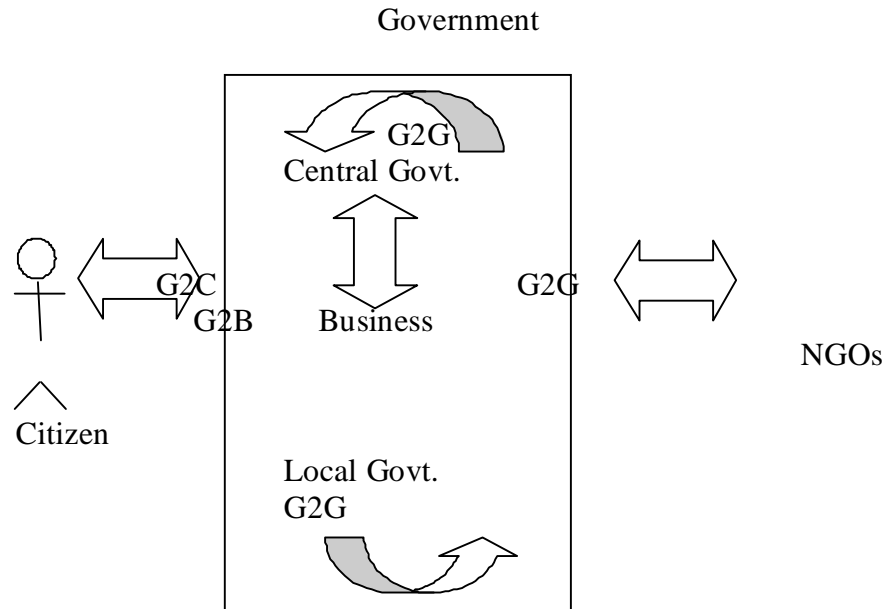 Government
G2G
Central Govt.
G2C
G2G
G2B
Business
NGOs
Citizen
Local Govt.
G2G